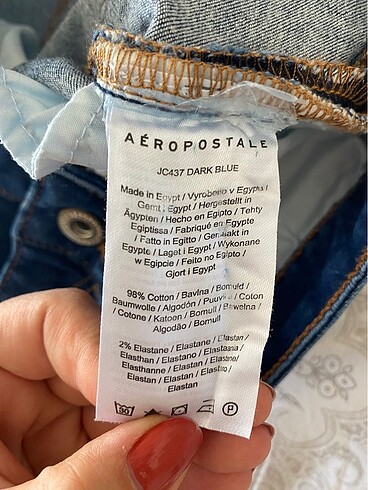 AÉROPOSTALE
JC437 DARK BLUE
Made in Egypt / Vyrobeno v Egyptu /
Gemt i Egypt / Hergestellt in
Ägypten / Hecho en Egipto / Tehty
Egiptissa / Fabriqué en Egypte
/ Fatto in Egitto / Gemaakt in
Egypte / Laget i Egypt / Wykonane
w Egipcie / Feito no Egipto /
Gjort i Egypt
98% Cotton / Bavlna / Bomuld /
Baumwolle / Algodón / Puuvilla / Coton
/ Cotone / Katoen / Bomull / Bawełna /
Algodão / Bomull
2% Elastane / Elastane / Elastan /
Elasthan / Elastano / Elastaania /
Elasthanne / Elastan / Elastane /
Elastan / Elastan / Elastano /
Elastan
P